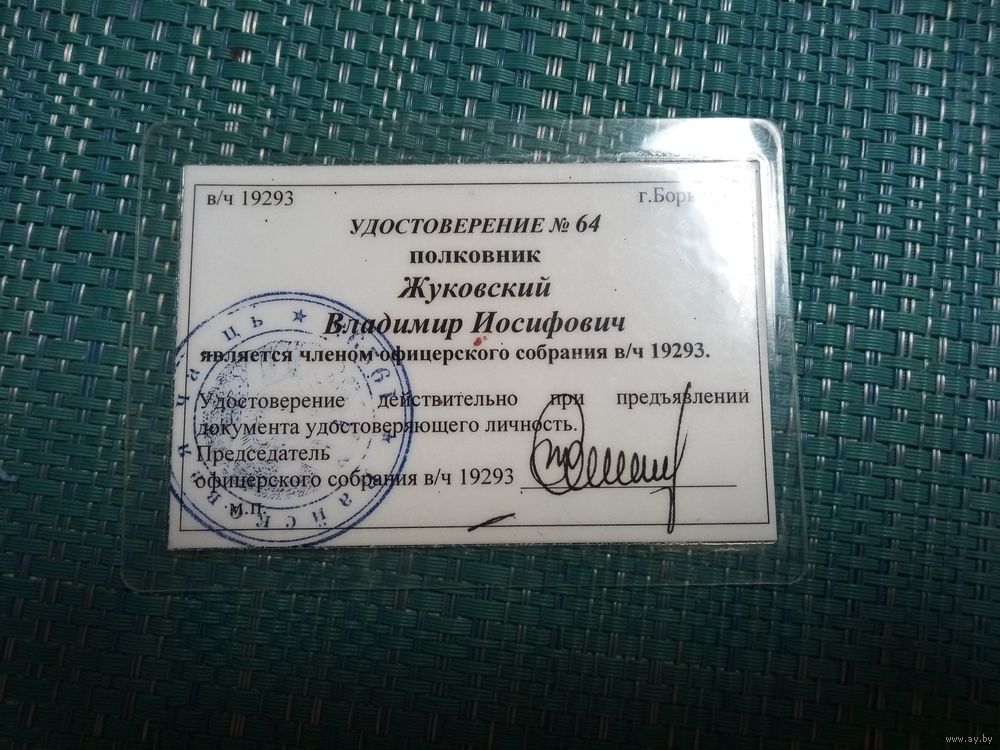 в/ч 19293
УДОСТОВЕРЕНИЕ № 64
полковник
Жуковский
Владимир Иосифович
является членом офицерского собрания в/ч 19293.
Удостоверение действительно при предъявлении
документа удостоверяющего личность.
Председатель
офицерского собрания в/ч 19293
м.п.
www.ay.by